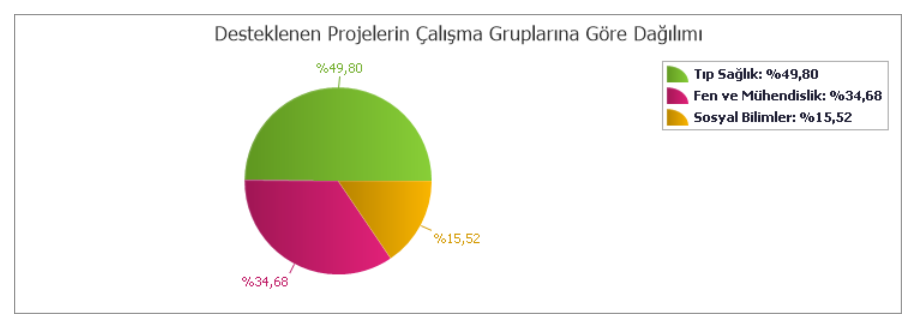 Desteklenen Projelerin Çalışma Gruplarına Göre Dağılımı
%49,80
Tıp Sağlık: %49,80
Fen ve Mühendislik: %34,68
Sosyal Bilimler: %15,52
%15,52
%34,68